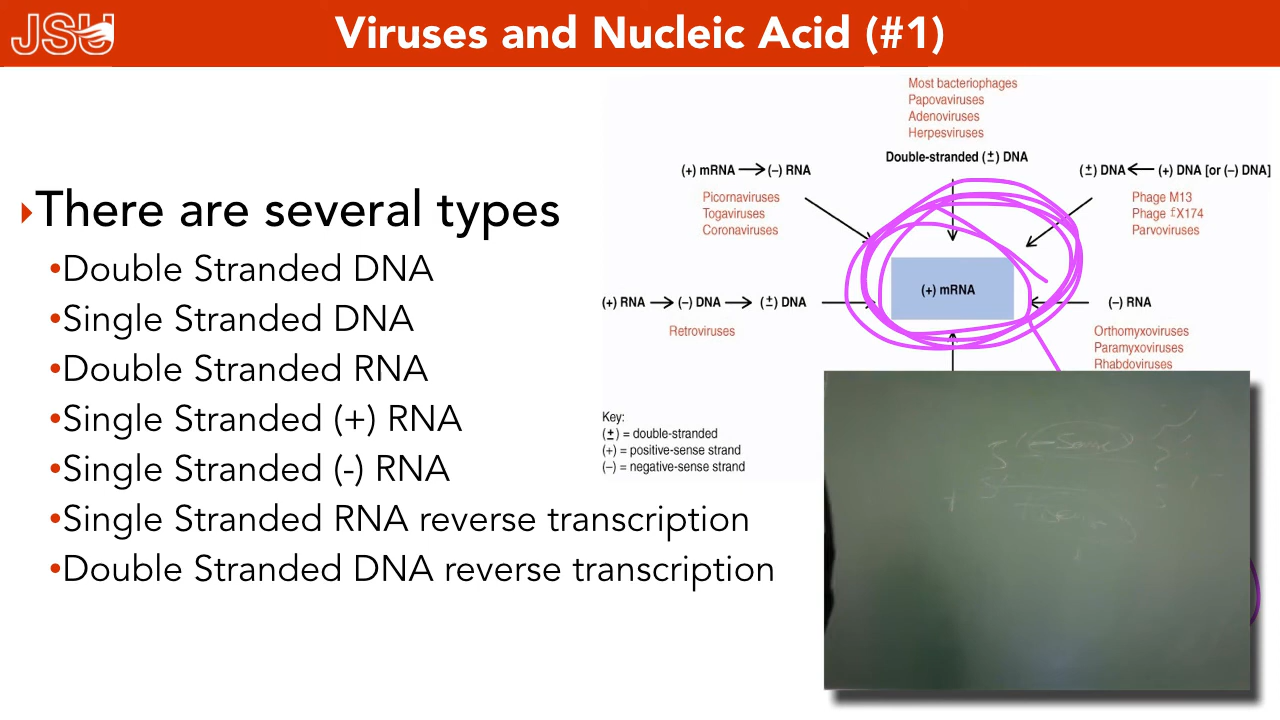 JSU
Viruses and Nucleic Acid (#1)
There are several types
•Double Stranded DNA
•Single Stranded DNA
•Double Stranded RNA
•Single Stranded (+) RNA
•Single Stranded (-) RNA
•Single Stranded RNA reverse transcription
•Double Stranded DNA reverse transcription
Most bacteriophages
Papovaviruses
Adenoviruses
Herpesviruses
Double-stranded (±) DNA
(+) mRNA → (–) RNA
Picornaviruses
Togaviruses
Coronaviruses
(±) DNA ← (+) DNA [or (–) DNA]
Phage M13
Phage fX174
Parvoviruses
(+) mRNA
(+) RNA → (–) DNA → (±) DNA
Retroviruses
(–) RNA
Orthomyxoviruses
Paramyxoviruses
Rhabdoviruses
Key:
(±) = double-stranded
(+) = positive-sense strand
(–) = negative-sense strand